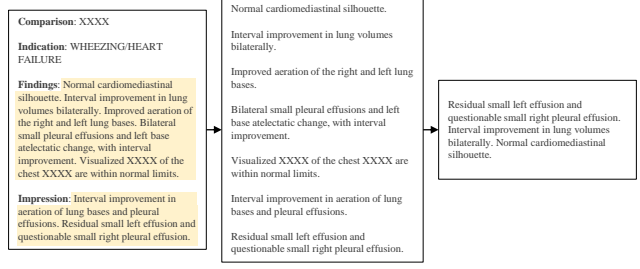 Comparison: XXXX
Indication: WHEEZING/HEART
FAILURE
Findings: Normal cardiomediastinal
silhouette. Interval improvement in lung
volumes bilaterally. Improved aeration of
the right and left lung bases. Bilateral
small pleural effusions and left base
atelectatic change, with interval
improvement. Visualized XXXX of the
chest XXXX are within normal limits.
Impression: Interval improvement in
aeration of lung bases and pleural
effusions. Residual small left effusion and
questionable small right pleural effusion.
Normal cardiomediastinal silhouette.
Interval improvement in lung volumes
bilaterally.
Improved aeration of the right and left lung
bases.
Bilateral small pleural effusions and left
base atelectatic change, with interval
improvement.
Visualized XXXX of the chest XXXX are
within normal limits.
Interval improvement in aeration of lung
bases and pleural effusions.
Residual small left effusion and
questionable small right pleural effusion.
Residual small left effusion and
questionable small right pleural effusion.
Interval improvement in lung volumes
bilaterally. Normal cardiomediastinal
silhouette.